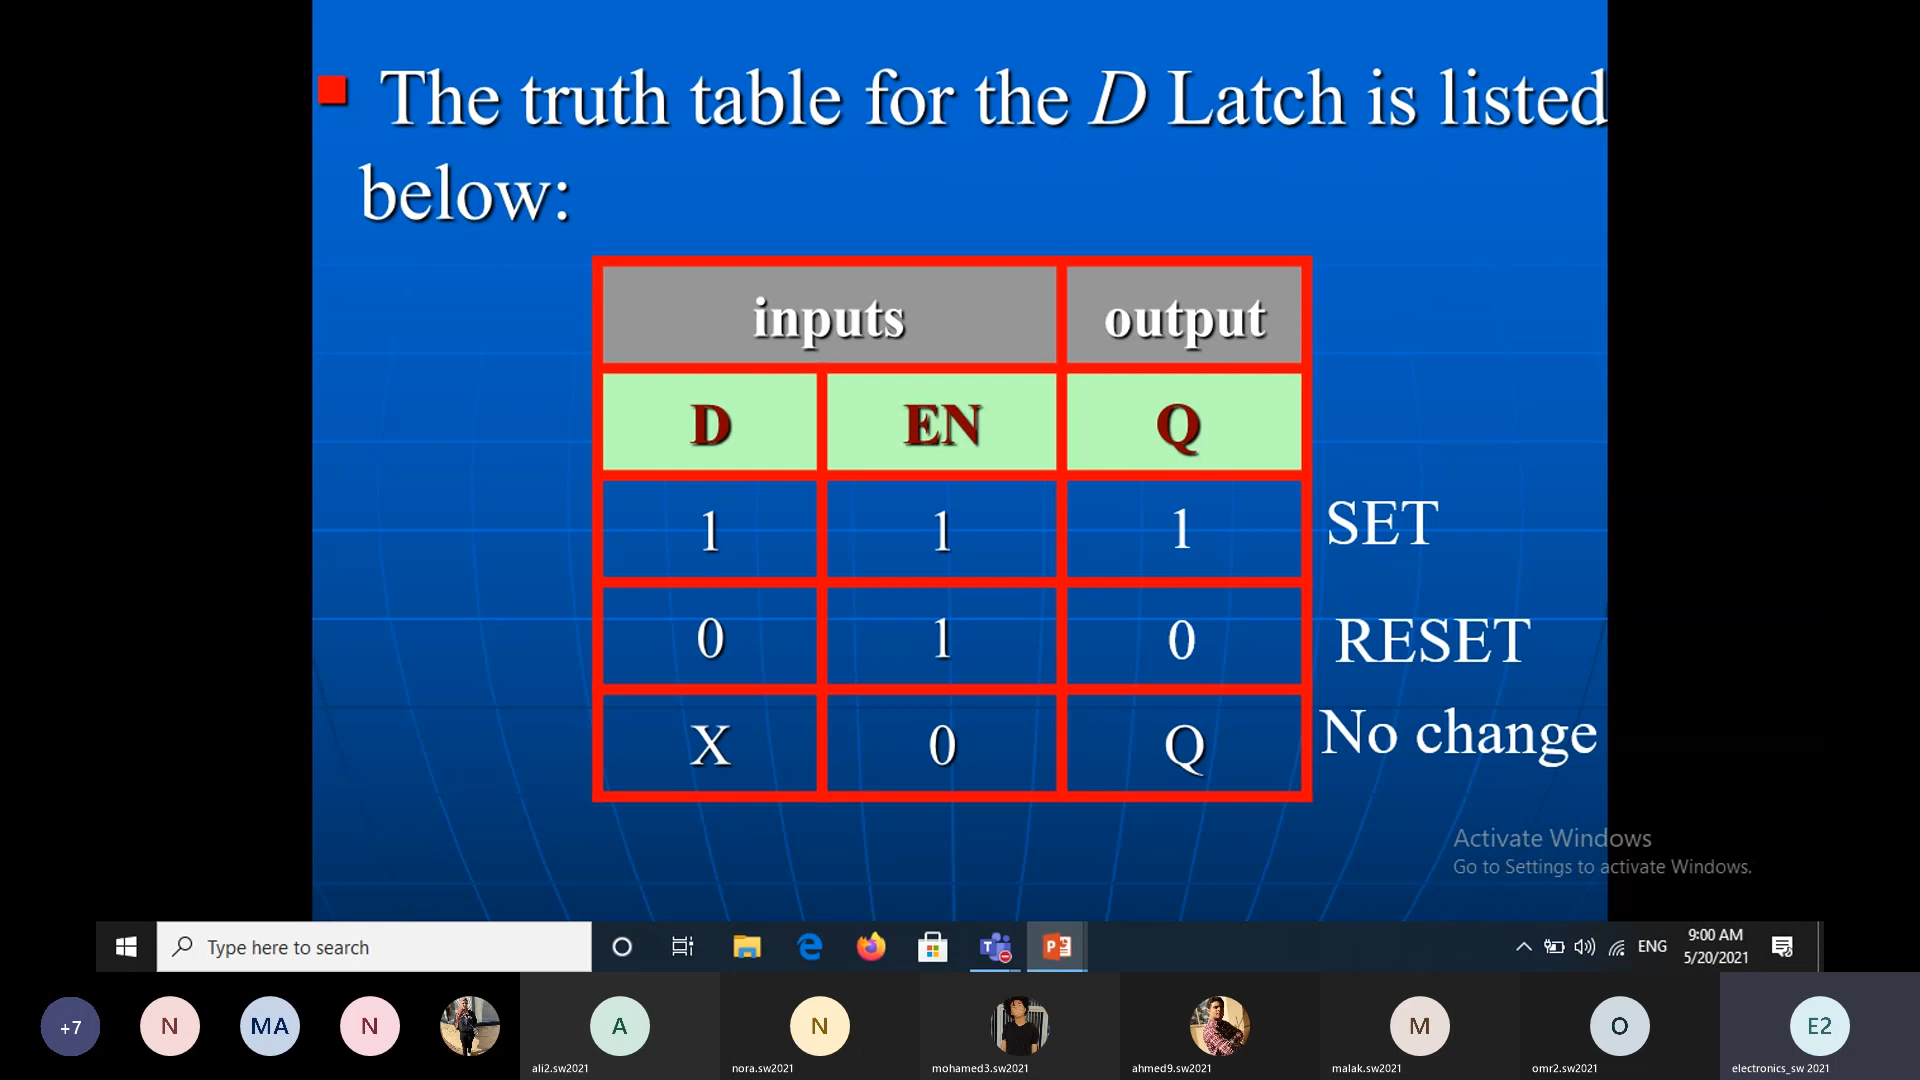 The truth table for the D Latch is listed
below:
inputs output
D EN Q
1 1 1 SET
0 1 0 RESET
X 0 Q No change
Activate Windows
Go to Settings to activate Windows.
Type here to search
ENG
9:00 AM
5/20/2021
+7 N MA N A N M O E2
ali2.sw2021 nora.sw2021 mohamed3.sw2021 ahmed9.sw2021 malak.sw2021 omr2.sw2021 electronics_sw 2021